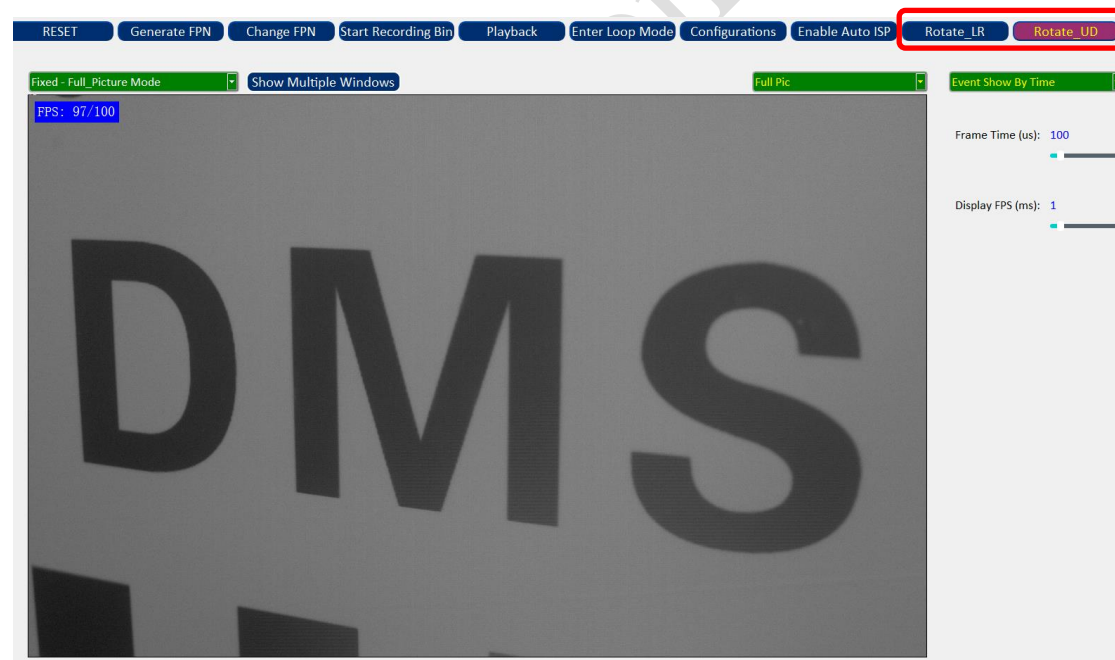 RESET Generate FPN Change FPN Start Recording Bin Playback Enter Loop Mode Configurations Enable Auto ISP Rotate_LR Rotate_UD
Fixed - Full_Picture Mode Show Multiple Windows Full Pic Event Show By Time
FPS: 97/100
Frame Time (us): 100
Display FPS (ms): 1
DMS